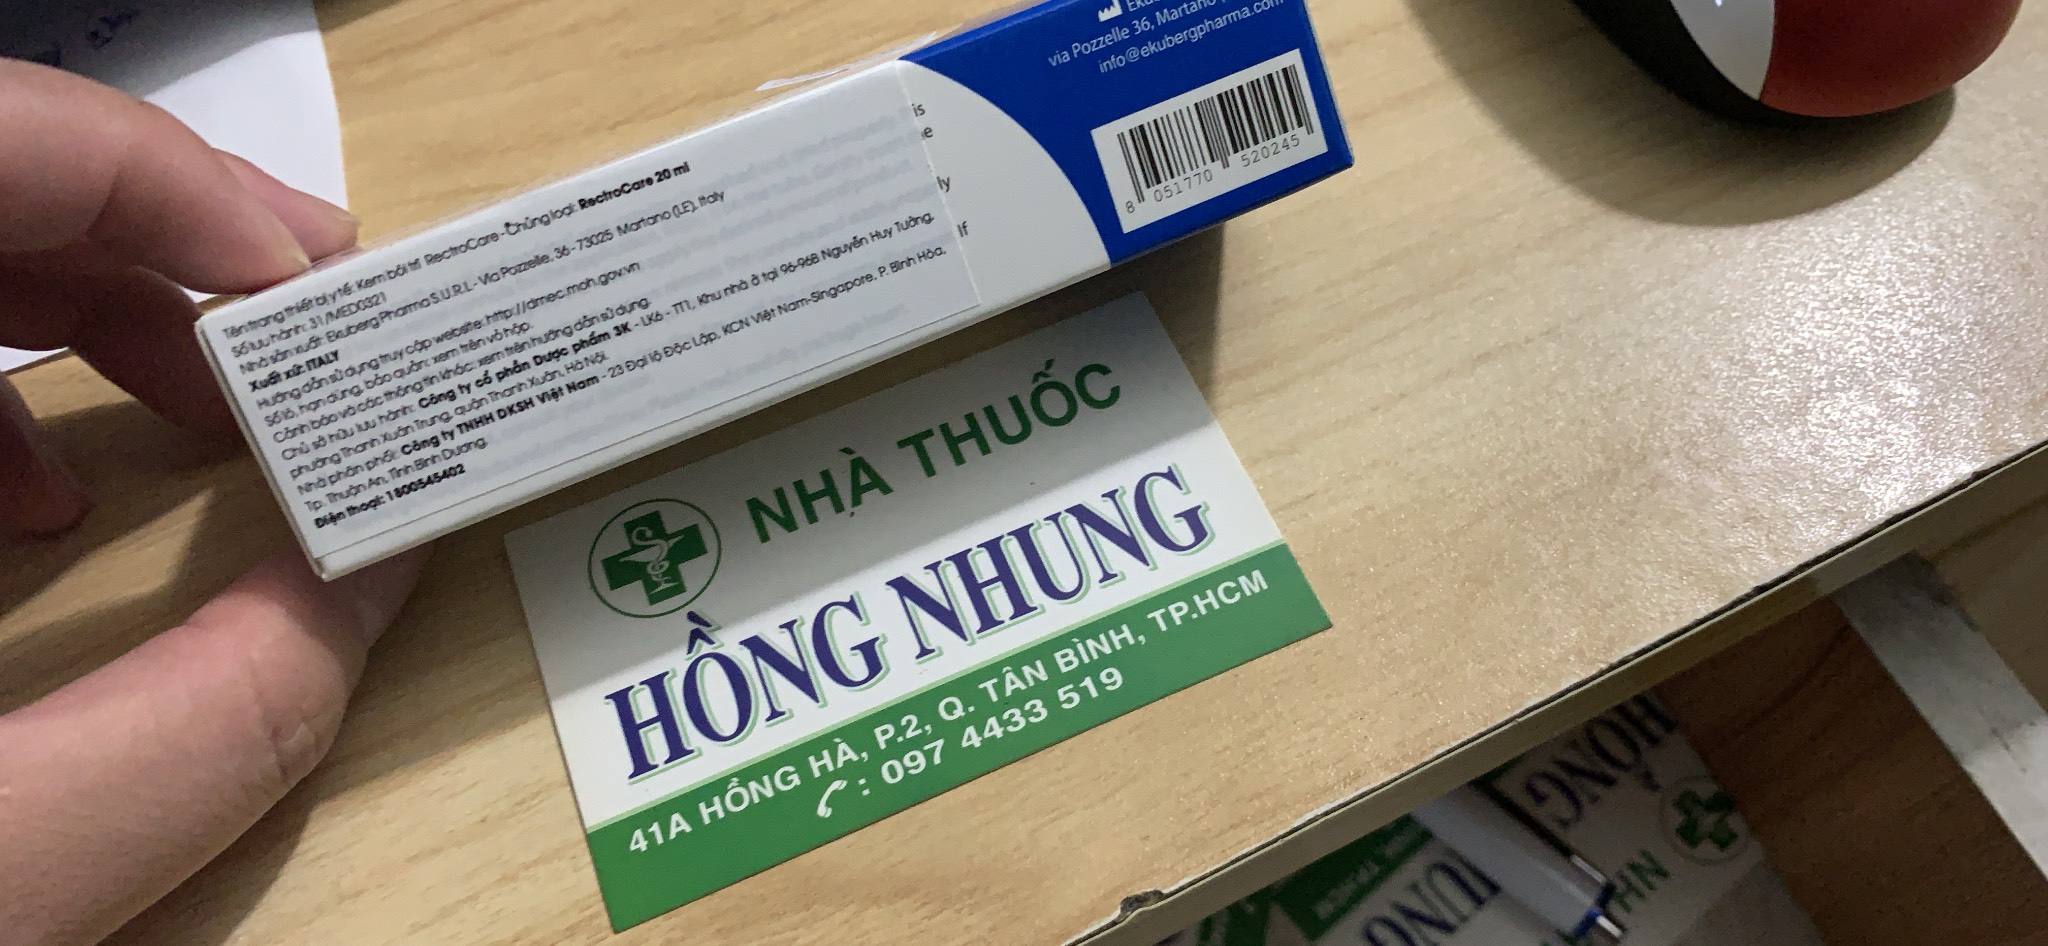 via Pozzelle 36, Martano
info@ekubergpharma.com
8 051770 520245
is
ly
If
Tên trang thiết bị y tế: Kem bôi trĩ RectroCare - Chủng loại: RectroCare 20 ml
Số lưu hành: 31/MED0321
Nhà sản xuất: Ekuberg Pharma S.U.R.L - Via Pozzelle, 36 - 73025 Martano (LE), Italy
Xuất xứ: ITALY
Hướng dẫn sử dụng truy cập website: http://dmec.moh.gov.vn
Số lô, hạn dùng, bảo quản: xem trên vỏ hộp.
Cảnh báo và các thông tin khác: xem trên hướng dẫn sử dụng.
Chủ sở hữu lưu hành: Công ty cổ phần Dược phẩm 3K - LK6 - TT1, Khu nhà ở tại 96-96B Nguyễn Huy Tưởng,
phường Thanh Xuân Trung, quận Thanh Xuân, Hà Nội.
Nhà phân phối: Công ty TNHH DKSH Việt Nam - 23 Đại lộ Độc Lập, KCN Việt Nam-Singapore, P. Bình Hòa,
Tp. Thuận An, Tỉnh Bình Dương.
Điện thoại: 1800545402
NHÀ THUỐC
HỒNG NHUNG
41A HỒNG HÀ, P.2, Q. TÂN BÌNH, TP.HCM
: 097 4433 519
HỒNG